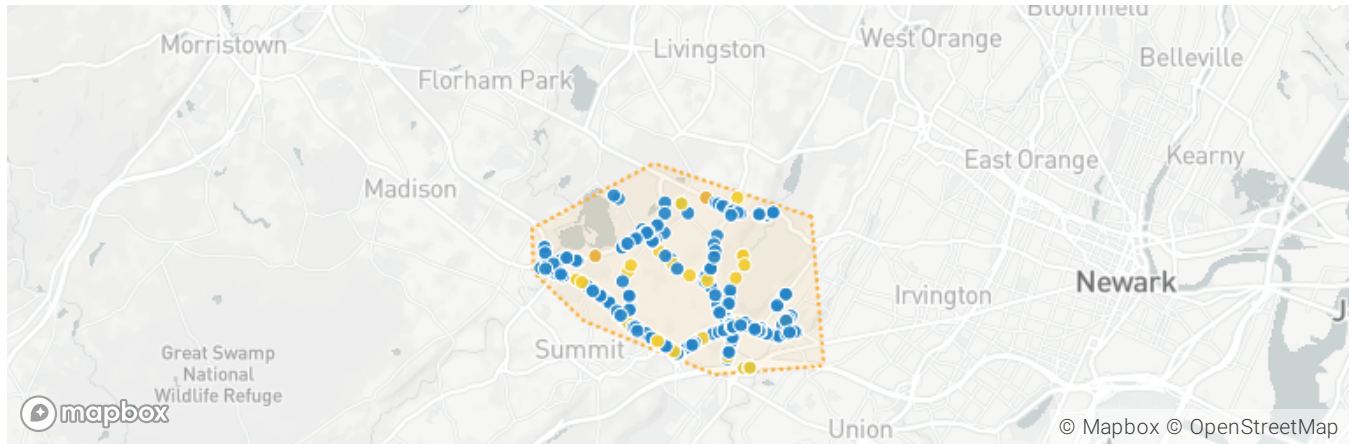 Bloomfield
Morristown
Livingston
West Orange
Belleville
Florham Park
East Orange
Kearny
Madison
Newark
Irvington
Summit
Great Swamp
National
Wildlife Refuge
mapbox
Union
© Mapbox © OpenStreetMap